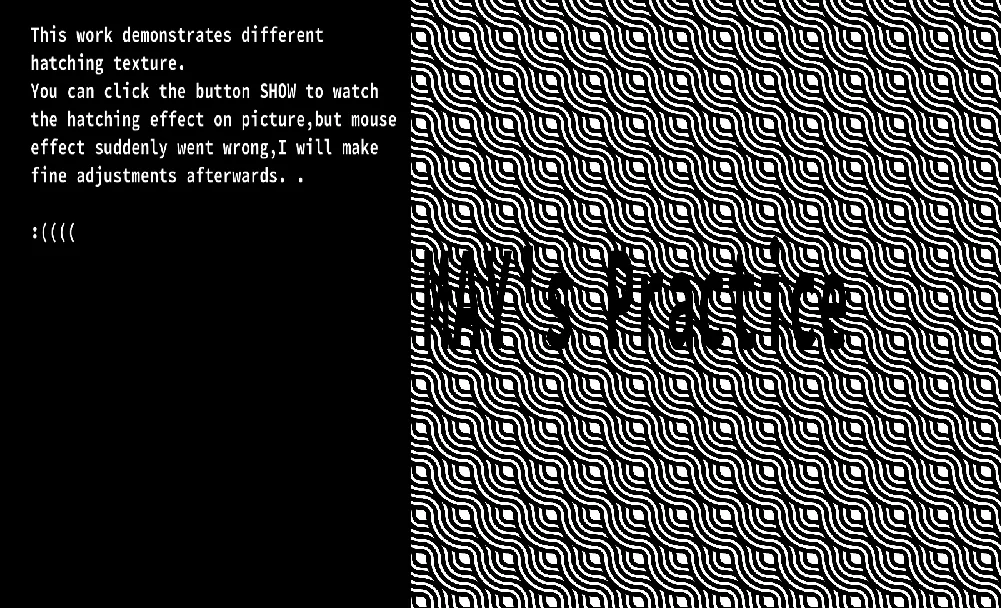 This work demonstrates different
hatching texture.
You can click the button SHOW to watch
the hatching effect on picture,but mouse
effect suddenly went wrong,I will make
fine adjustments afterwards. .
:((((
NAY's Practice